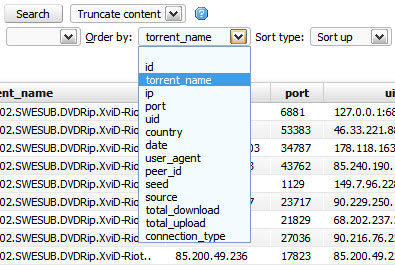 Search Truncate content ?
Order by: torrent_name Sort type: Sort up
id
ent_name torrent_name port ui
ip
02.SWESUB.DVDRip.XviD-Riot 6881 127.0.0.1:68
port
02.SWESUB.DVDRip.XviD-Riot 53383 46.33.221.88
uid
country
02.SWESUB.DVDRip.XviD-Riot 03 34787 178.118.163
date
user_agent
02.SWESUB.DVDRip.XviD-Riot 8 43762 85.240.190.
peer_id
02.SWESUB.DVDRip.XviD-Riot 1129 149.7.96.228
seed
source
02.SWESUB.DVDRip.XviD-Riot 23717 90.229.250.
total_download
02.SWESUB.DVDRip.XviD-Riot 21829 68.202.237.
total_upload
02.SWESUB.DVDRip.XviD-Riot 27036 90.216.76.22
connection_type
02.SWESUB.DVDRip.XviD-Riot.. 85.200.49.236 17823 85.200.49.23